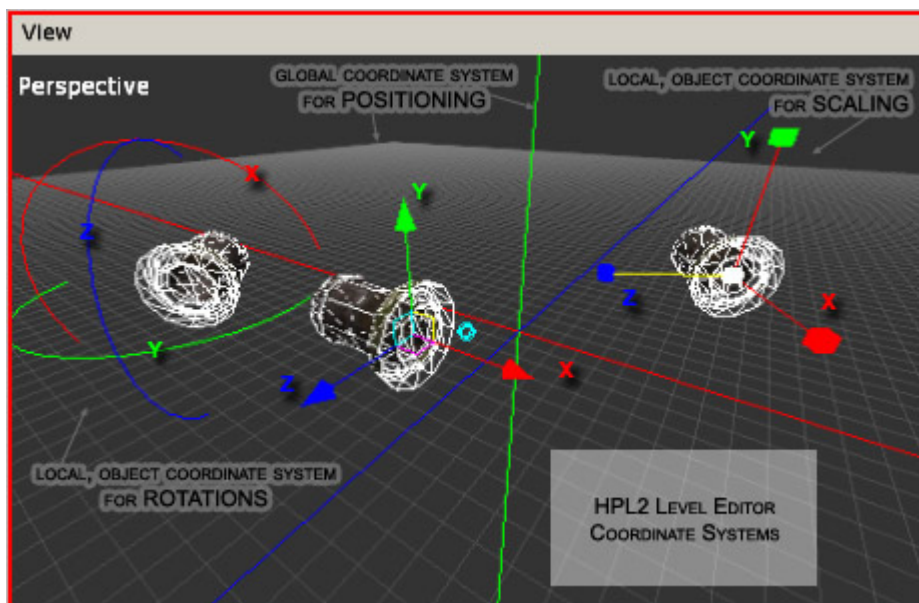 View
Perspective
GLOBAL COORDINATE SYSTEM
FOR POSITIONING
LOCAL, OBJECT COORDINATE SYSTEM
FOR SCALING
X
Z
Y
Y
Z
X
Y
Z
X
LOCAL, OBJECT COORDINATE SYSTEM
FOR ROTATIONS
HPL2 LEVEL EDITOR
COORDINATE SYSTEMS